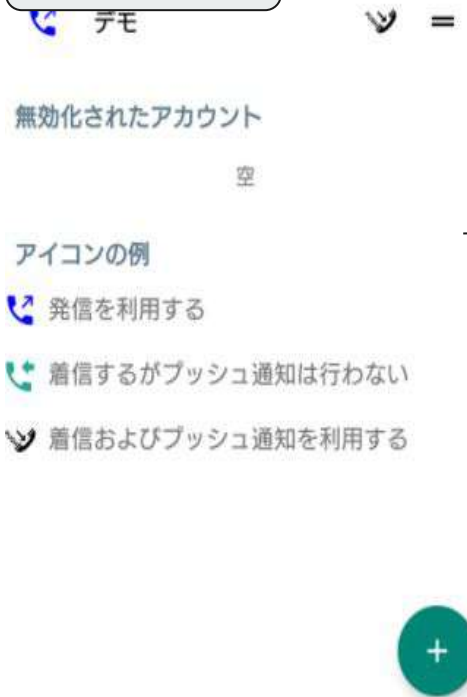 デモ
無効化されたアカウント
空
アイコンの例
発信を利用する
着信するがプッシュ通知は行わない
着信およびプッシュ通知を利用する